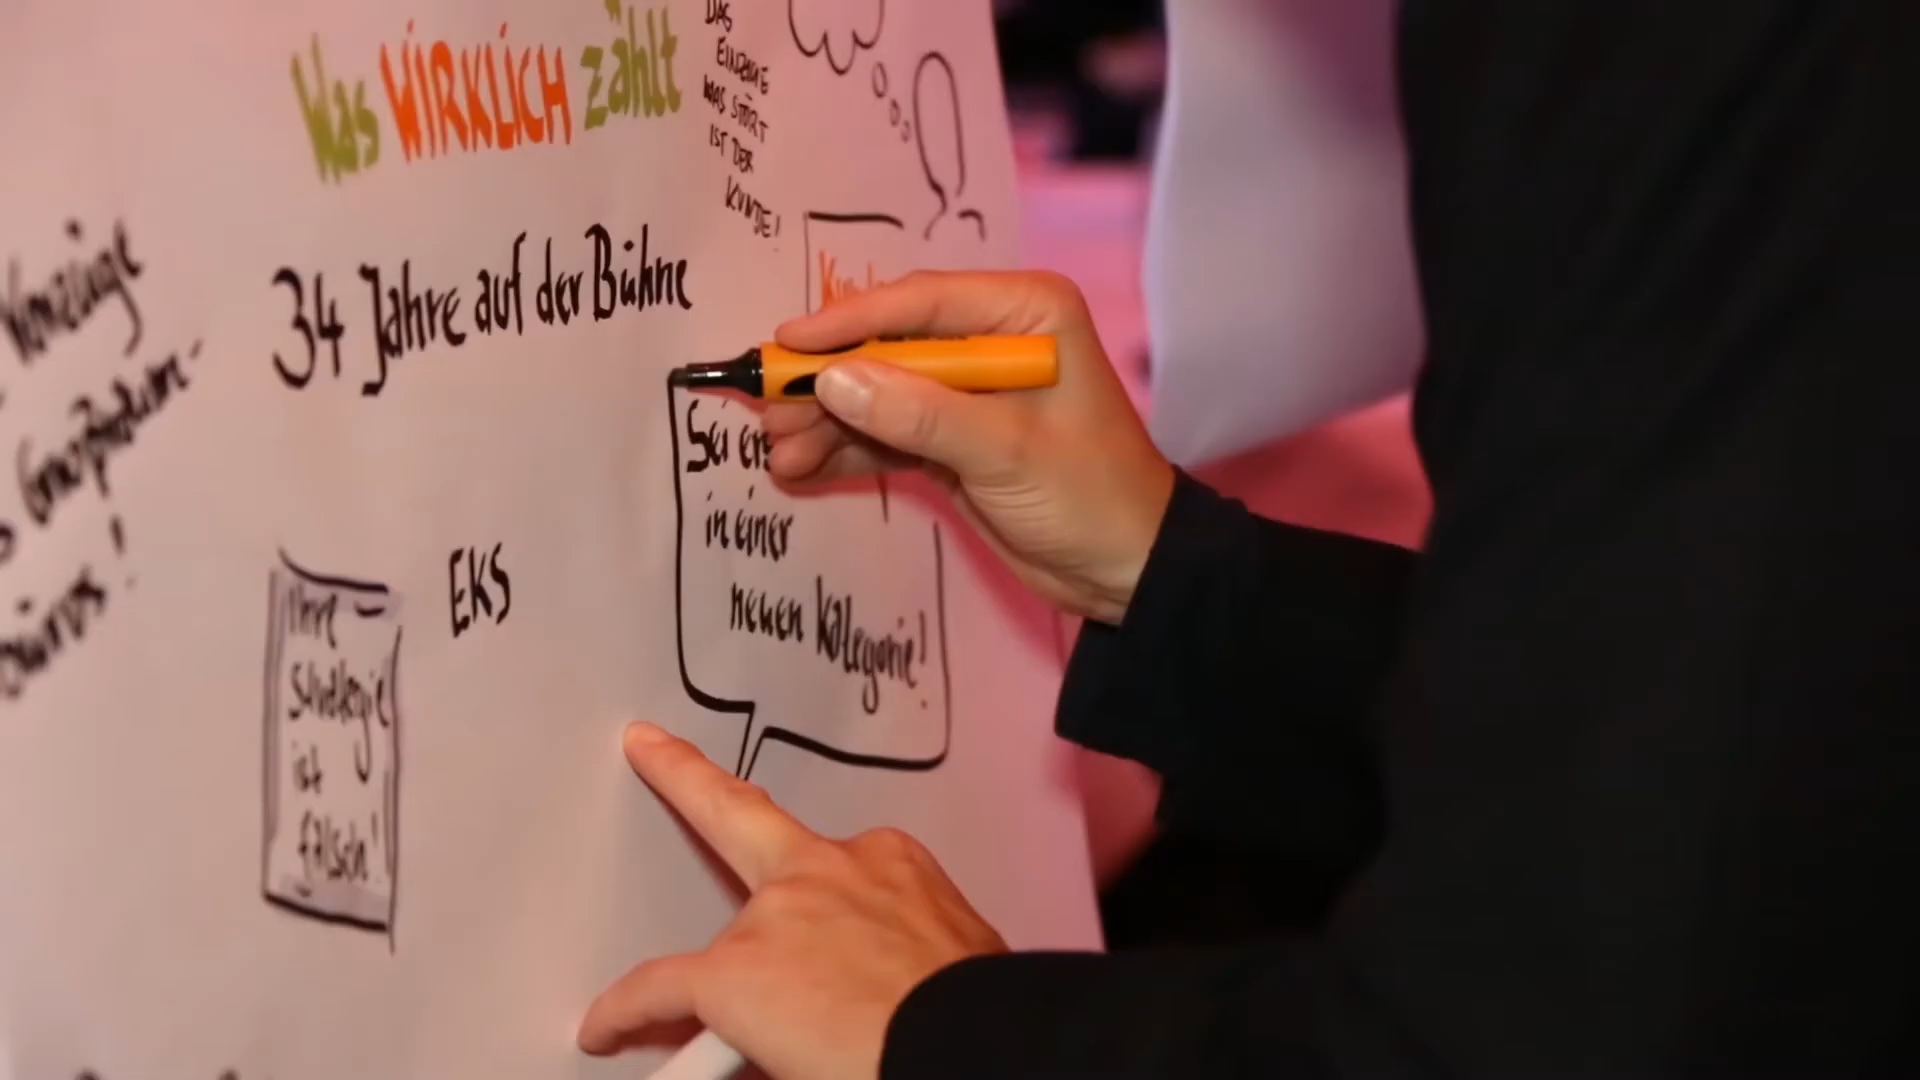 Was WIRKLICH zählt
DAS
EINZIGE
WAS STÖRT
IST DER
KUNDE!
34 Jahre auf der Bühne
Vorzüge
Sei
in einer
neuen Kategorie!
EKS
Ihre
Strategie
ist
falsch!